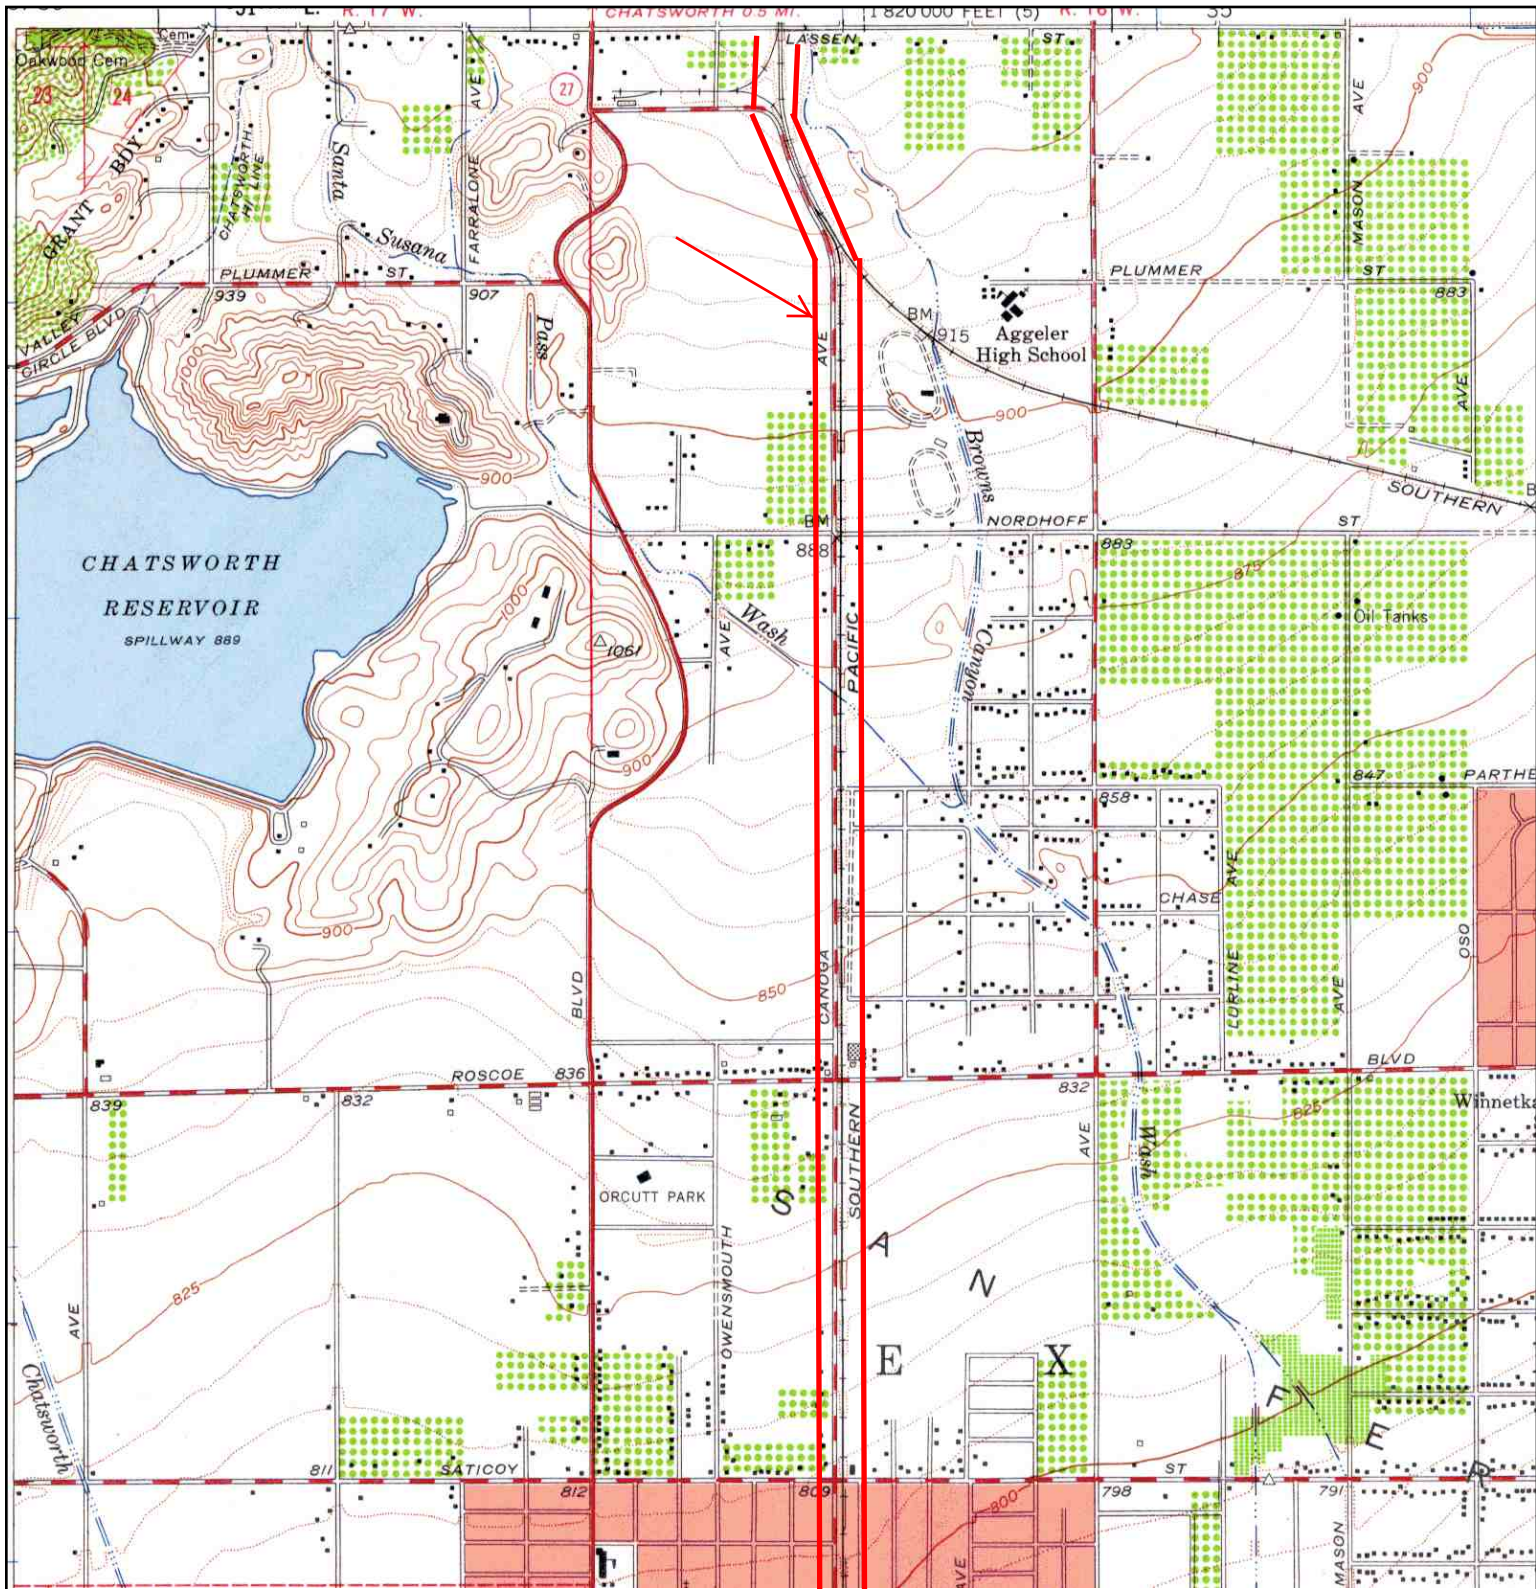 R. 17 W.
CHATSWORTH 0.5 MI.
1 820 000 FEET (5)
R. 16 W.
Cem
LASSEN
ST
Oakwood Cem
23
24
27
AVE
AVE
900
GRANT
BDY
CHATSWORTH
HI LINE
Santa
Susana
Pass
Wash
FARRALONE
MASON
PLUMMER
ST
PLUMMER
ST
939
907
883
VALLEY
CIRCLE BLVD
1000
BM
915
Aggeler
High School
AVE
AVE
900
900
Browns
Canyon
Wash
SOUTHERN
BM
888
NORDHOFF
ST
883
875
CHATSWORTH
RESERVOIR
SPILLWAY 889
1000
1061
AVE
PACIFIC
Oil Tanks
900
847
858
CHASE
LURLINE
AVE
AVE
OSO
900
850
CANOGA
BLVD
ROSCOE
836
832
BLVD
839
832
825
Winnetka
SOUTHERN
AVE
ORCUTT PARK
OWENSMOUTH
S
A
N
825
AVE
E
X
F
E
R
Chatsworth
811
SATICOY
812
809
ST
798
791
800
AVE
MASON